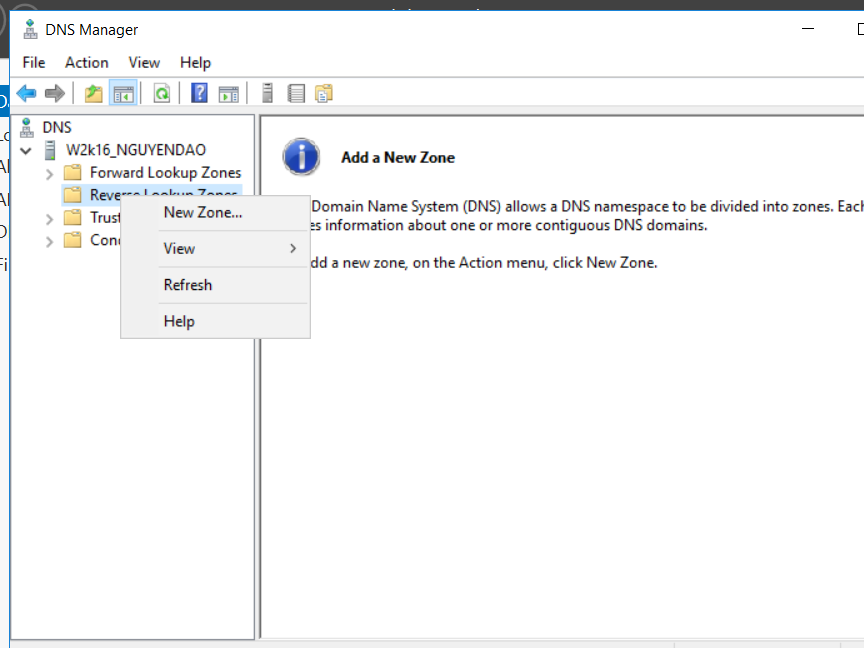 DNS Manager
File Action View Help
DNS
W2k16_NGUYENDAO
Forward Lookup Zones
Reverse Lookup Zones
Trust
Con
New Zone...
View
Refresh
Help
Add a New Zone
Domain Name System (DNS) allows a DNS namespace to be divided into zones. Each
es information about one or more contiguous DNS domains.
dd a new zone, on the Action menu, click New Zone.